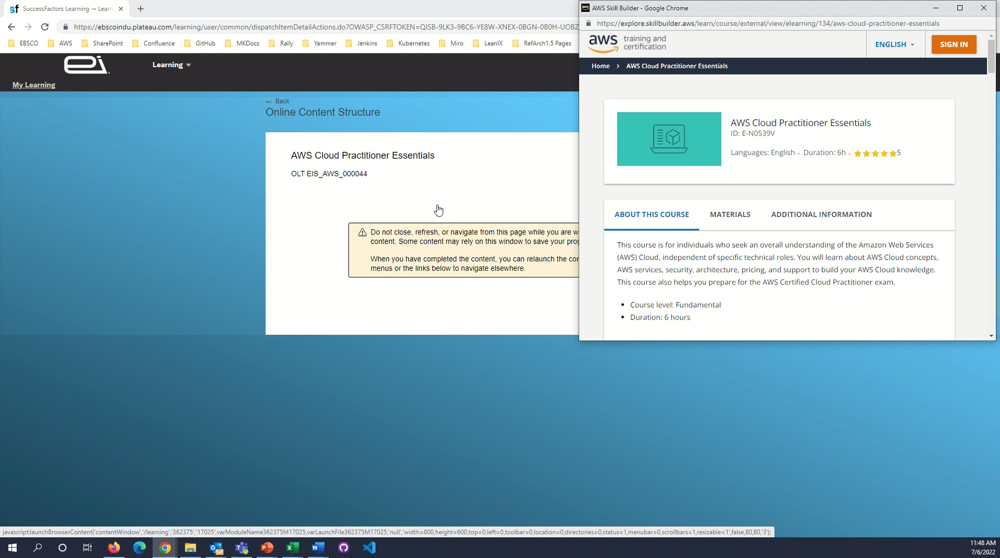 SuccessFactors Learning → Learn
https://ebscoindu.plateau.com/learning/user/common/dispatchItemDetailActions.do?OWASP_CSRFTOKEN=QISB-9LK3-9BC6-YE8W-XNEX-0BGN-0B0H-UOBZ
EBSCO AWS SharePoint Confluence GitHub MKDocs Rally Yammer Jenkins Kubernetes Miro LeanIX RefArch1.5 Pages
ei
Learning
My Learning
← Back
Online Content Structure
AWS Cloud Practitioner Essentials
OLT EIS_AWS_000044
Do not close, refresh, or navigate from this page while you are w
content. Some content may rely on this window to save your prog
When you have completed the content, you can relaunch the con
menus or the links below to navigate elsewhere.
aws AWS Skill Builder - Google Chrome
https://explore.skillbuilder.aws/learn/course/external/view/elearning/134/aws-cloud-practitioner-essentials
aws training and
certification
ENGLISH
SIGN IN
Home > AWS Cloud Practitioner Essentials
AWS Cloud Practitioner Essentials
ID: E-N0539V
Languages: English - Duration: 6h - ★★★★★5
ABOUT THIS COURSE MATERIALS ADDITIONAL INFORMATION
This course is for individuals who seek an overall understanding of the Amazon Web Services
(AWS) Cloud, independent of specific technical roles. You will learn about AWS Cloud concepts,
AWS services, security, architecture, pricing, and support to build your AWS Cloud knowledge.
This course also helps you prepare for the AWS Certified Cloud Practitioner exam.
• Course level: Fundamental
• Duration: 6 hours
javascript:launchBrowserContent('contentWindow','/learning','362375','17025',varModuleName362375M17025,varLaunchFile362375M17025,'null','width=800,height=600,top=0,left=0,toolbar=0,location=0,directories=0,status=1,menubar=0,scrollbars=1,resizable=1',false,80,80,'3');
11:48 AM
7/6/2022